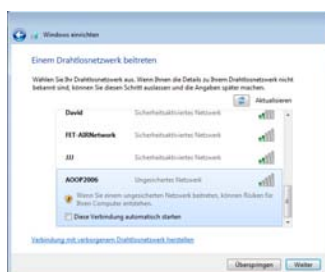 Windows einrichten
Einem Drahtlosnetzwerk beitreten
Wählen Sie Ihr Drahtlosnetzwerk aus. Wenn Ihnen die Details zu Ihrem Drahtlosnetzwerk nicht
bekannt sind, können Sie diesen Schritt auslassen und die Angaben später machen.
Aktualisieren
David Sicherheitsaktiviertes Netzwerk
FET-AIRNetwork Sicherheitsaktiviertes Netzwerk
JJJ Sicherheitsaktiviertes Netzwerk
AOOP2006 Ungesichertes Netzwerk
Wenn Sie einem ungesicherten Netzwerk beitreten, können Risiken für
Ihren Computer entstehen.
Diese Verbindung automatisch starten
Verbindung mit verborgenem Drahtlosnetzwerk herstellen
Überspringen Weiter